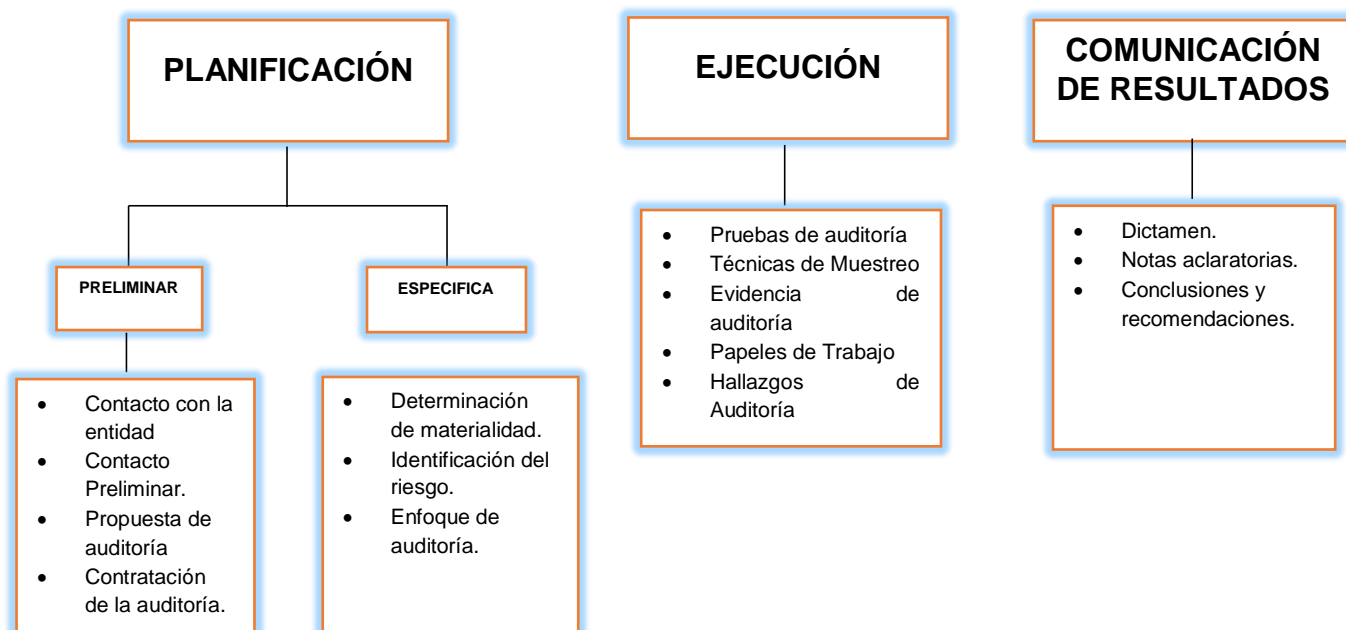 PLANIFICACIÓN
PRELIMINAR
• Contacto con la
entidad
• Contacto
Preliminar.
• Propuesta de
auditoría
• Contratación
de la auditoría.
ESPECIFICA
• Determinación
de materialidad.
• Identificación del
riesgo.
• Enfoque de
auditoría.
EJECUCIÓN
• Pruebas de auditoría
• Técnicas de Muestreo
• Evidencia de
auditoría
• Papeles de Trabajo
• Hallazgos de
Auditoría
COMUNICACIÓN
DE RESULTADOS
• Dictamen.
• Notas aclaratorias.
• Conclusiones y
recomendaciones.